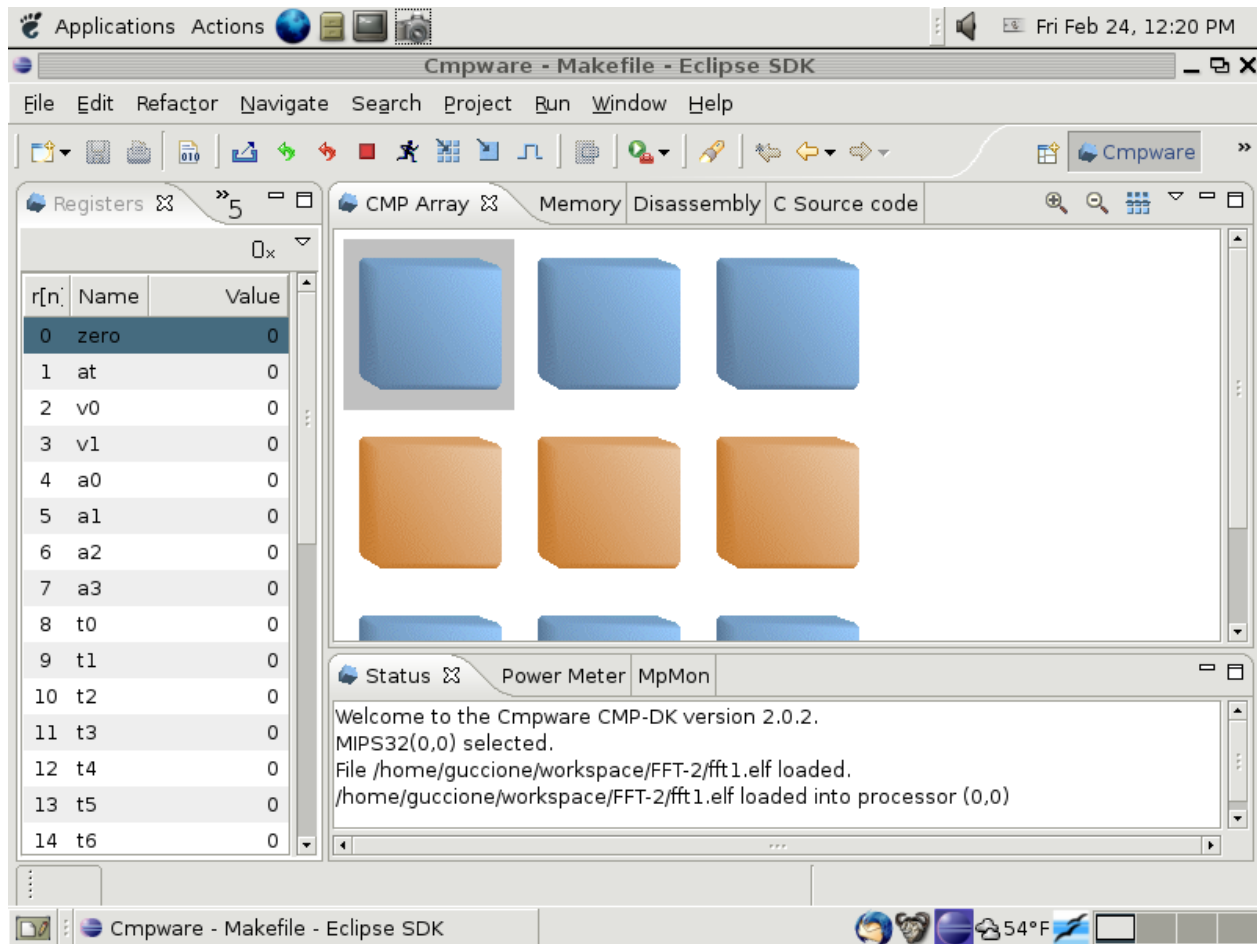 Applications Actions Fri Feb 24, 12:20 PM
Cmpware - Makefile - Eclipse SDK
File Edit Refactor Navigate Search Project Run Window Help
010 Cmpware »
Registers »5 CMP Array Memory Disassembly C Source code
0x
r[n] Name Value
0 zero 0
1 at 0
2 v0 0
3 v1 0
4 a0 0
5 a1 0
6 a2 0
7 a3 0
8 t0 0
9 t1 0
10 t2 0
11 t3 0
12 t4 0
13 t5 0
14 t6 0
Status Power Meter MpMon
Welcome to the Cmpware CMP-DK version 2.0.2.
MIPS32(0,0) selected.
File /home/guccione/workspace/FFT-2/fft1.elf loaded.
/home/guccione/workspace/FFT-2/fft1.elf loaded into processor (0,0)
Cmpware - Makefile - Eclipse SDK 54°F